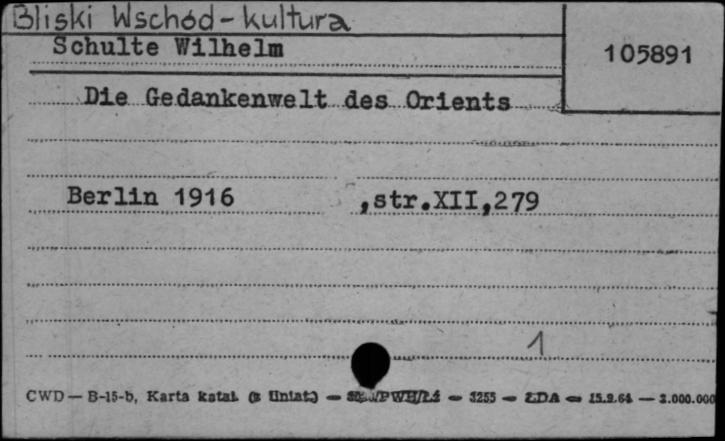 Bliski Wschód - kultura
Schulte Wilhelm
105891
Die Gedankenwelt des Orients
Berlin 1916 ,str.XII,279
1
CWD — B-15-b, Karta katal. — 3255 — ŁDA — 15.2.64 — 2.000.000